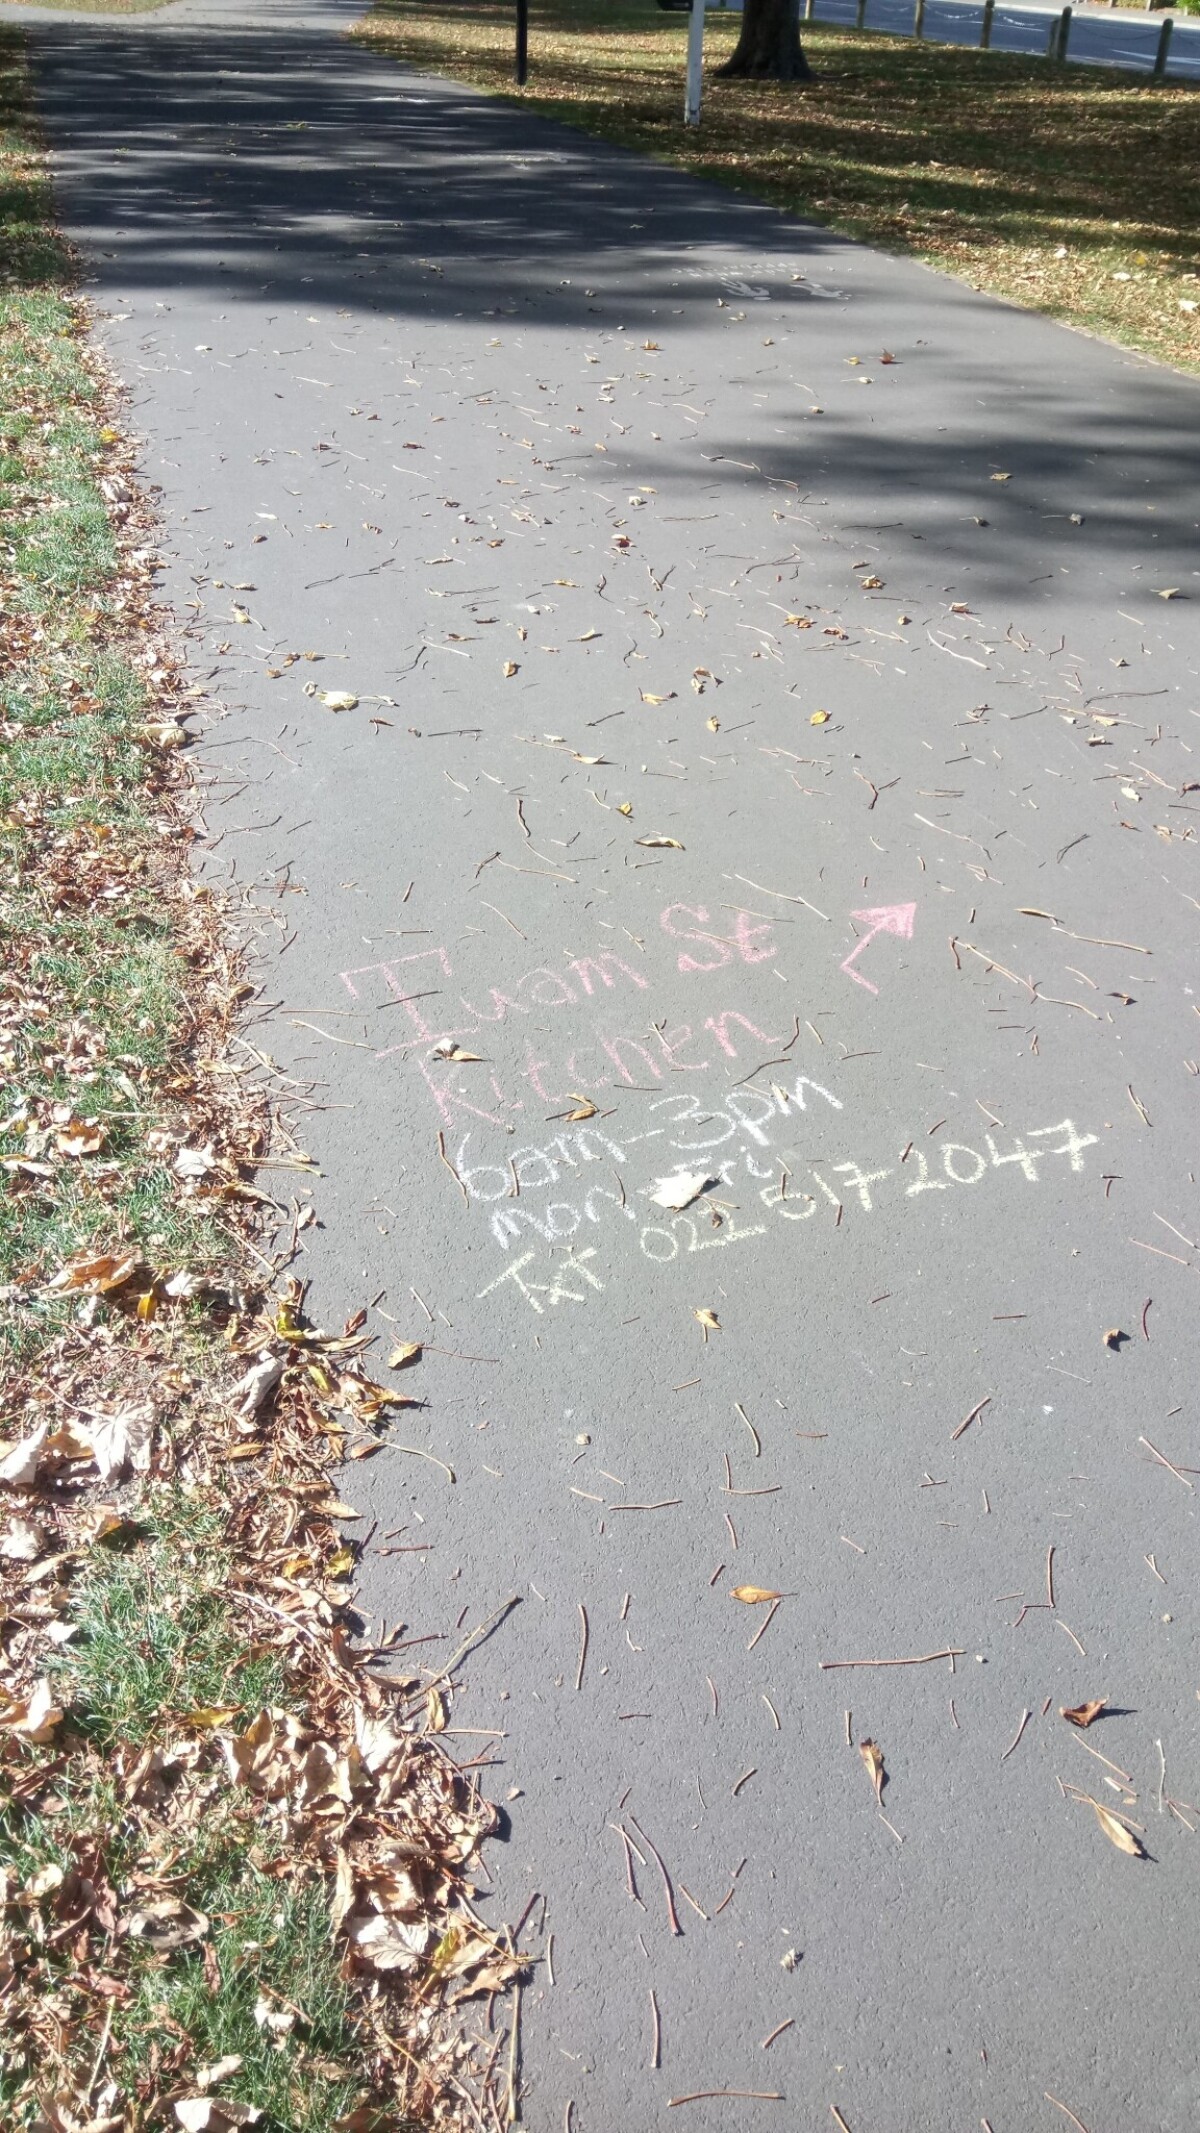 Tuam St
Kitchen
6am-3pm
mon Fri
TxT 022 517 2047